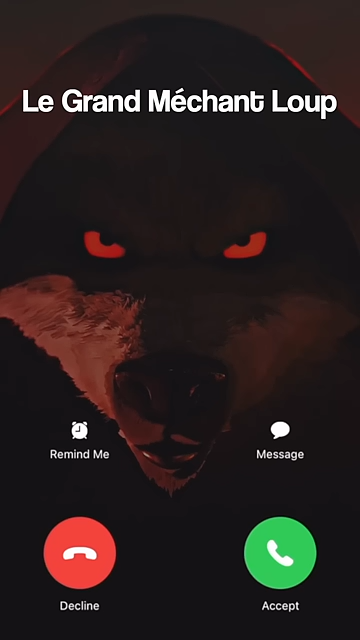 Le Grand Méchant Loup
Remind Me
Message
Decline
Accept